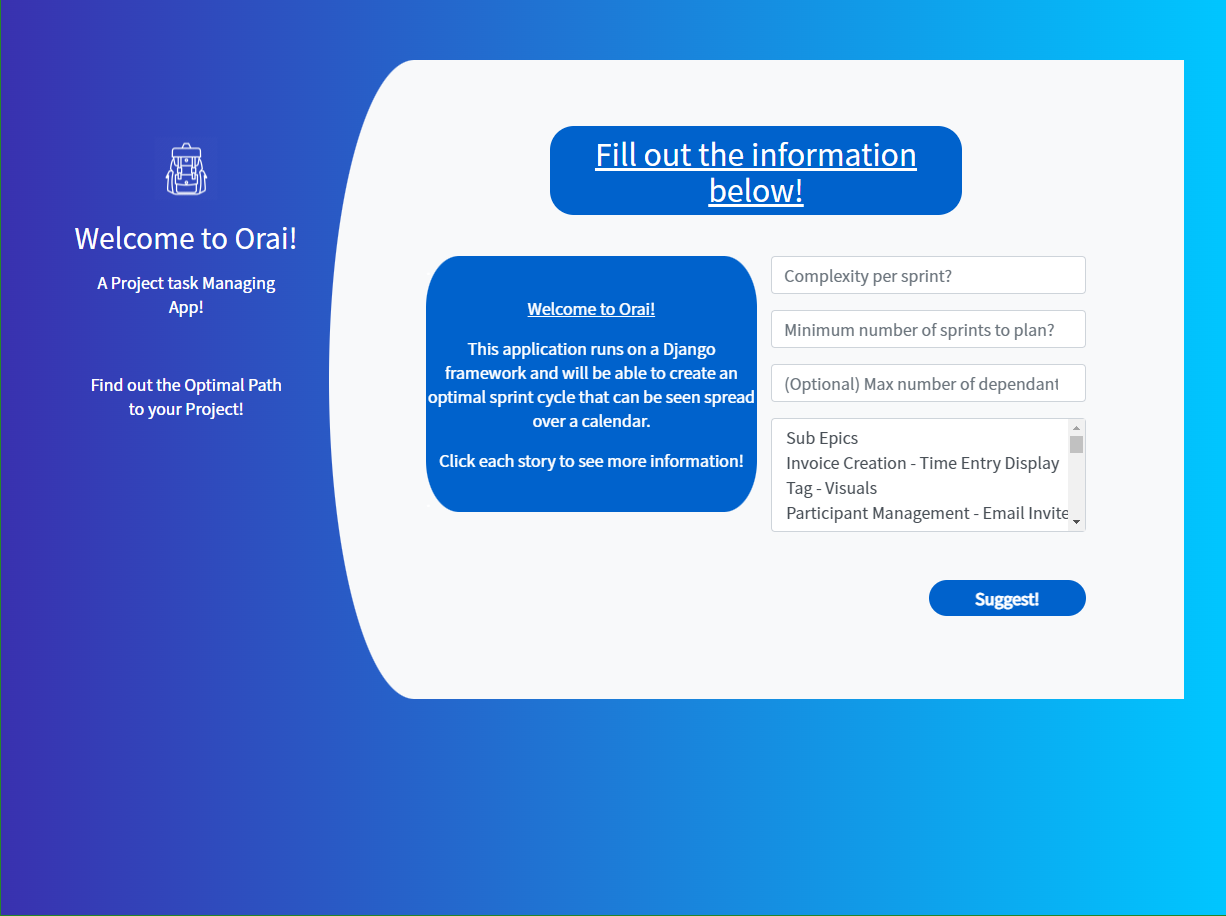 Welcome to Orai!
A Project task Managing
App!
Find out the Optimal Path
to your Project!
Fill out the information
below!
Welcome to Orai!
This application runs on a Django
framework and will be able to create an
optimal sprint cycle that can be seen spread
over a calendar.
Click each story to see more information!
Complexity per sprint?
Minimum number of sprints to plan?
(Optional) Max number of dependant
Sub Epics
Invoice Creation - Time Entry Display
Tag - Visuals
Participant Management - Email Invite
Suggest!